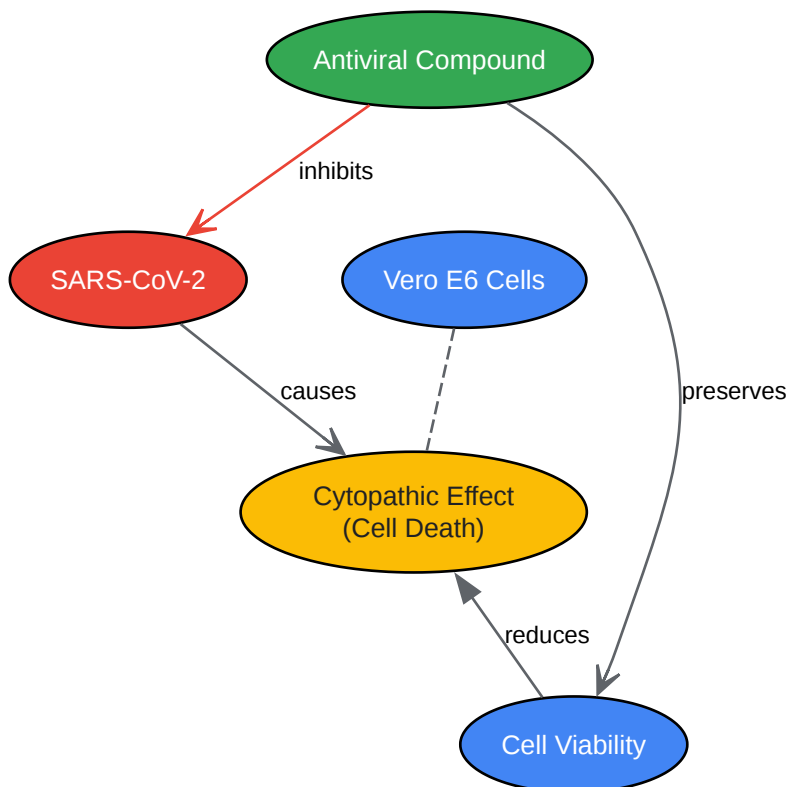 Antiviral Compound
inhibits
SARS-CoV-2
Vero E6 Cells
causes
preserves
Cytopathic Effect
(Cell Death)
reduces
Cell Viability